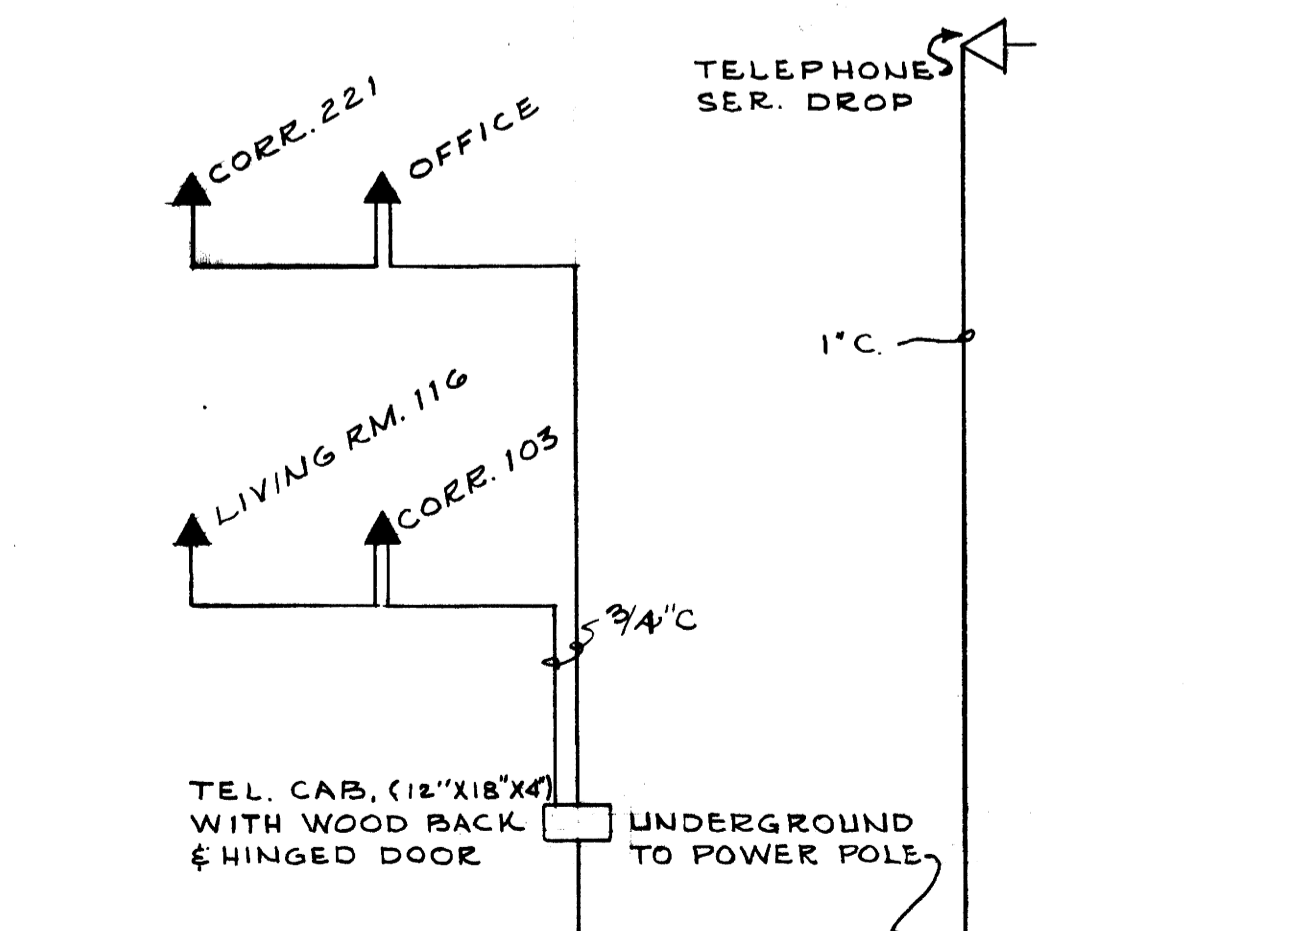 TELEPHONE
SER. DROP
CORR. 221
OFFICE
1" C.
LIVING RM. 116
CORR. 103
3/4"C
TEL. CAB, (12"X18"X4")
WITH WOOD BACK
& HINGED DOOR
UNDERGROUND
TO POWER POLE